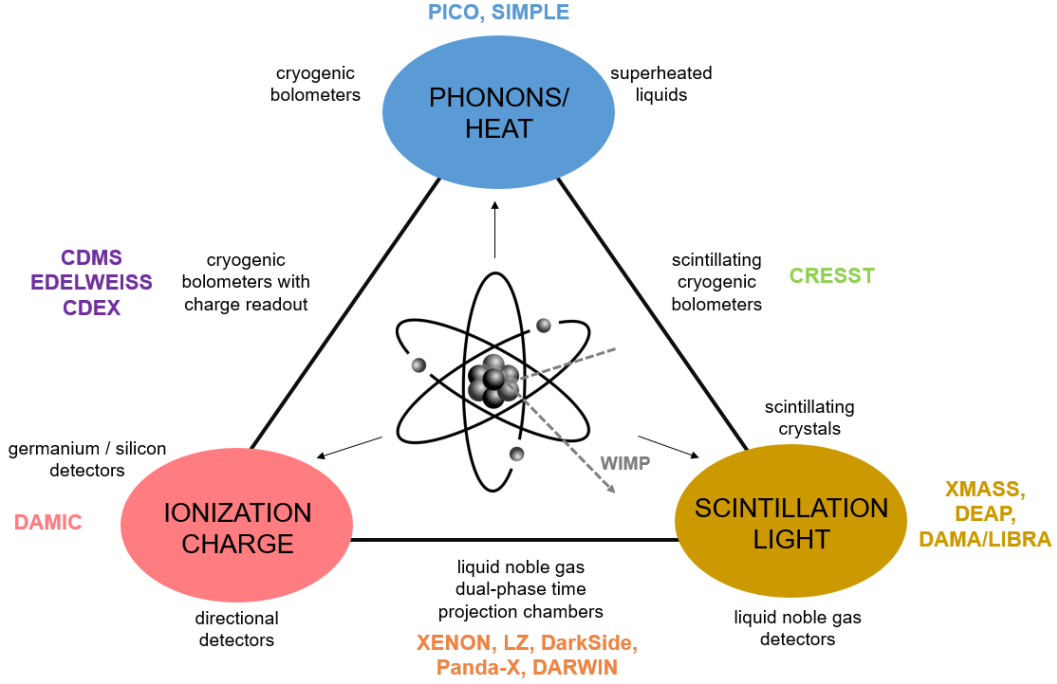 PICO, SIMPLE
cryogenic
bolometers
PHONONS/
HEAT
superheated
liquids
CDMS
EDELWEISS
CDEX
cryogenic
bolometers with
charge readout
scintillating
cryogenic
bolometers
CRESST
germanium / silicon
detectors
WIMP
scintillating
crystals
DAMIC
IONIZATION
CHARGE
SCINTILLATION
LIGHT
XMASS,
DEAP,
DAMA/LIBRA
directional
detectors
liquid noble gas
dual-phase time
projection chambers
XENON, LZ, DarkSide,
Panda-X, DARWIN
liquid noble gas
detectors